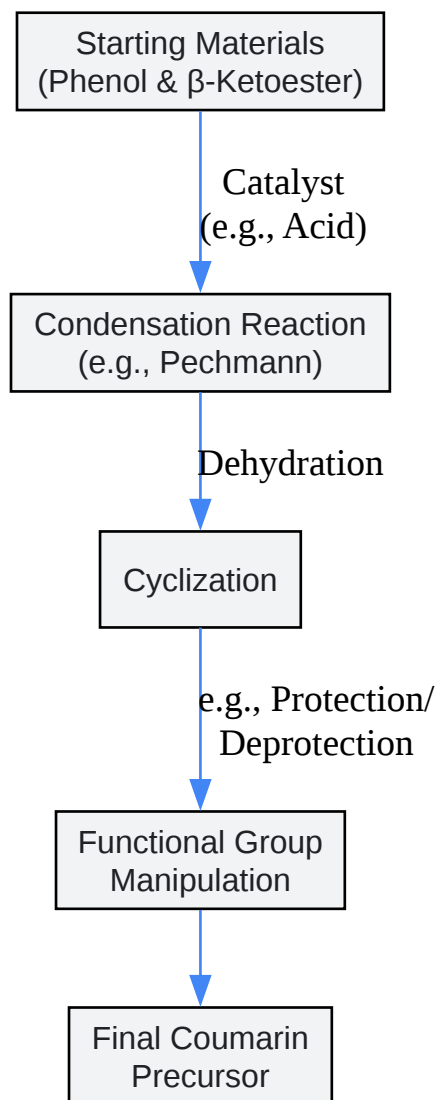 Starting Materials
(Phenol & β-Ketoester)
Catalyst
(e.g., Acid)
Condensation Reaction
(e.g., Pechmann)
Dehydration
Cyclization
e.g., Protection/
Deprotection
Functional Group
Manipulation
Final Coumarin
Precursor